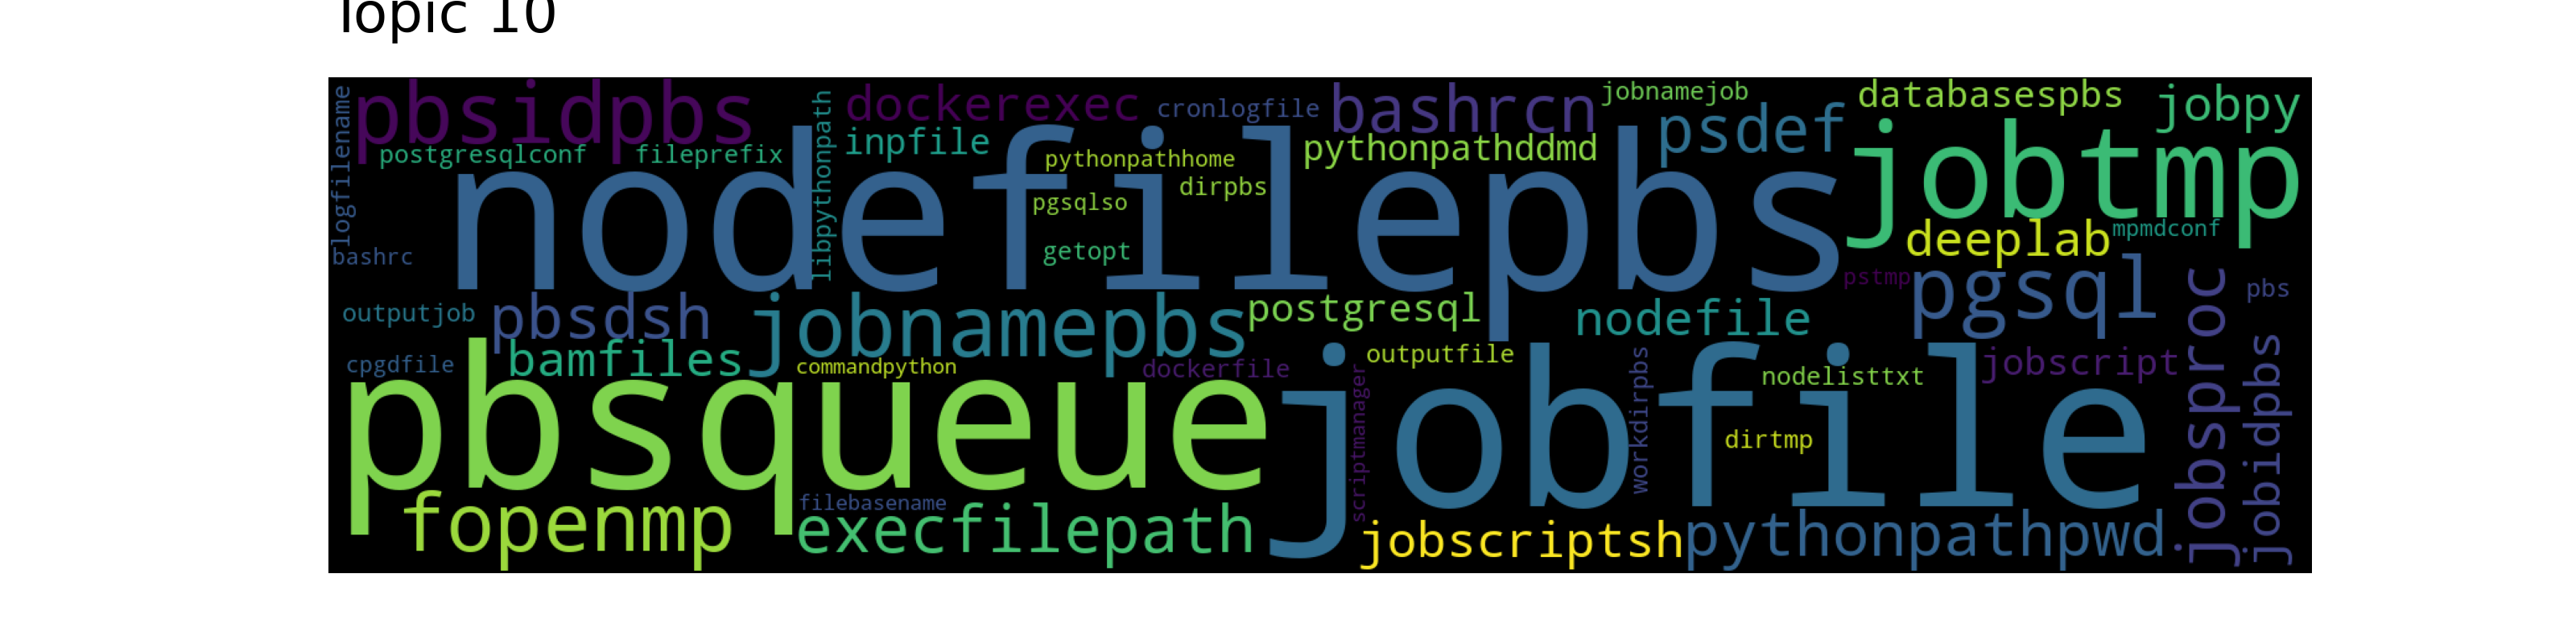 Topic 10
logfilename
pbsidpbs
libpythonpath
dockerexec
cronlogfile
bashrcn
jobnamejob
databasespbs
jobpy
postgresqlconf
fileprefix
inpfile
pythonpathhome
pythonpathddmd
psdef
jobtmp
nodefilepbs
dirpbs
pgsqlso
getopt
bashrc
deeplab
mpmdconf
pstmp
pgsql
jobsproc
pbs
outputjob
pbsdsh
jobnamepbs
postgresql
nodefile
cpgdfile
bamfiles
commandpython
dockerfile
outputfile
workdirpbs
nodelisttxt
jobscript
jobidpbs
pbsqueue
scriptmanager
jobfile
dirtmp
fopenmp
filebasename
execfilepath
jobscriptsh
pythonpathpwd